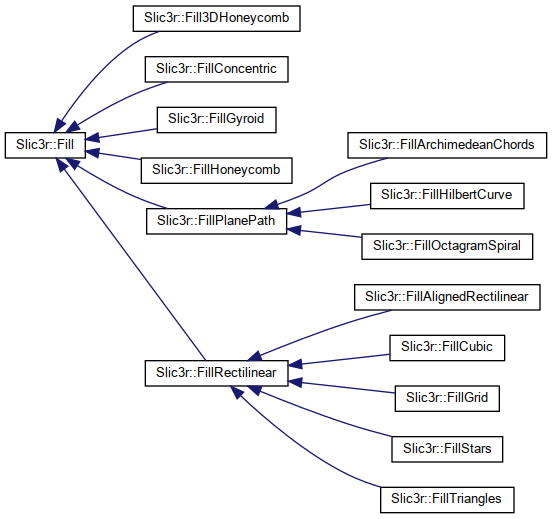 Slic3r::Fill3DHoneycomb
Slic3r::FillConcentric
Slic3r::FillGyroid
Slic3r::Fill
Slic3r::FillArchimedeanChords
Slic3r::FillHoneycomb
Slic3r::FillHilbertCurve
Slic3r::FillPlanePath
Slic3r::FillOctagramSpiral
Slic3r::FillAlignedRectilinear
Slic3r::FillCubic
Slic3r::FillRectilinear
Slic3r::FillGrid
Slic3r::FillStars
Slic3r::FillTriangles